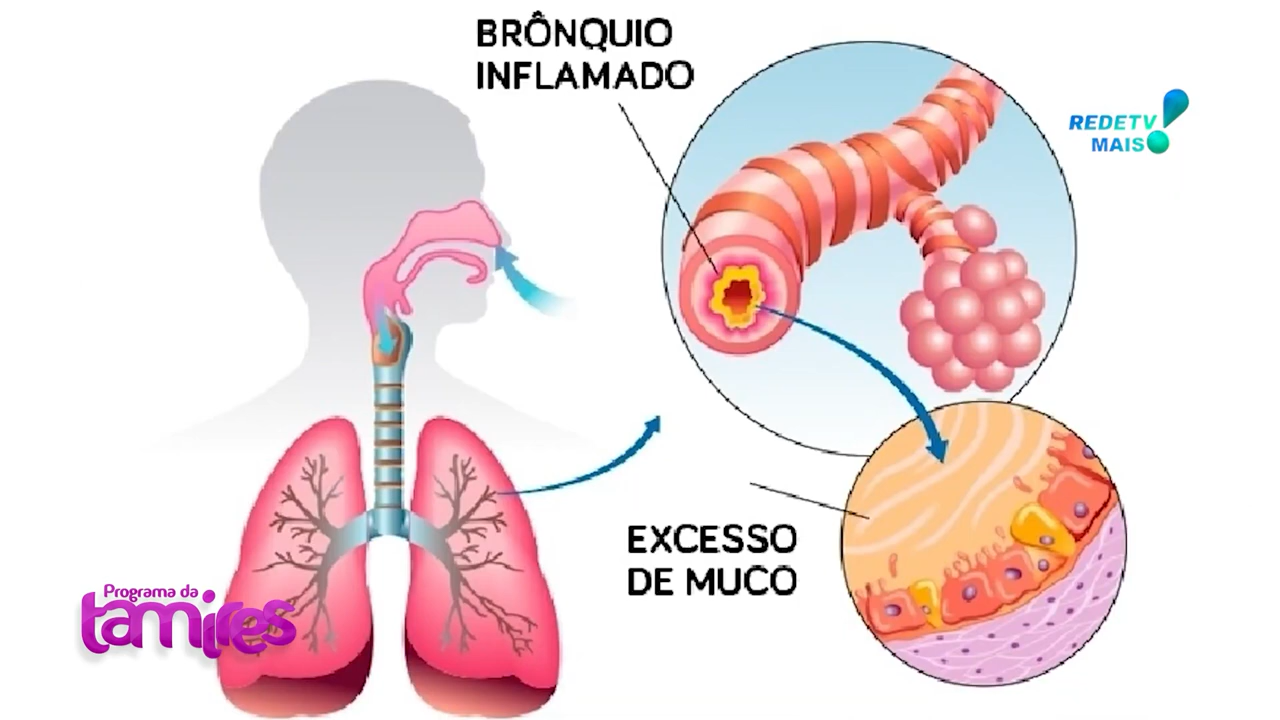 BRÔNQUIO
INFLAMADO
REDETV!
MAIS
EXCESSO
DE MUCO
Programa da
tamires